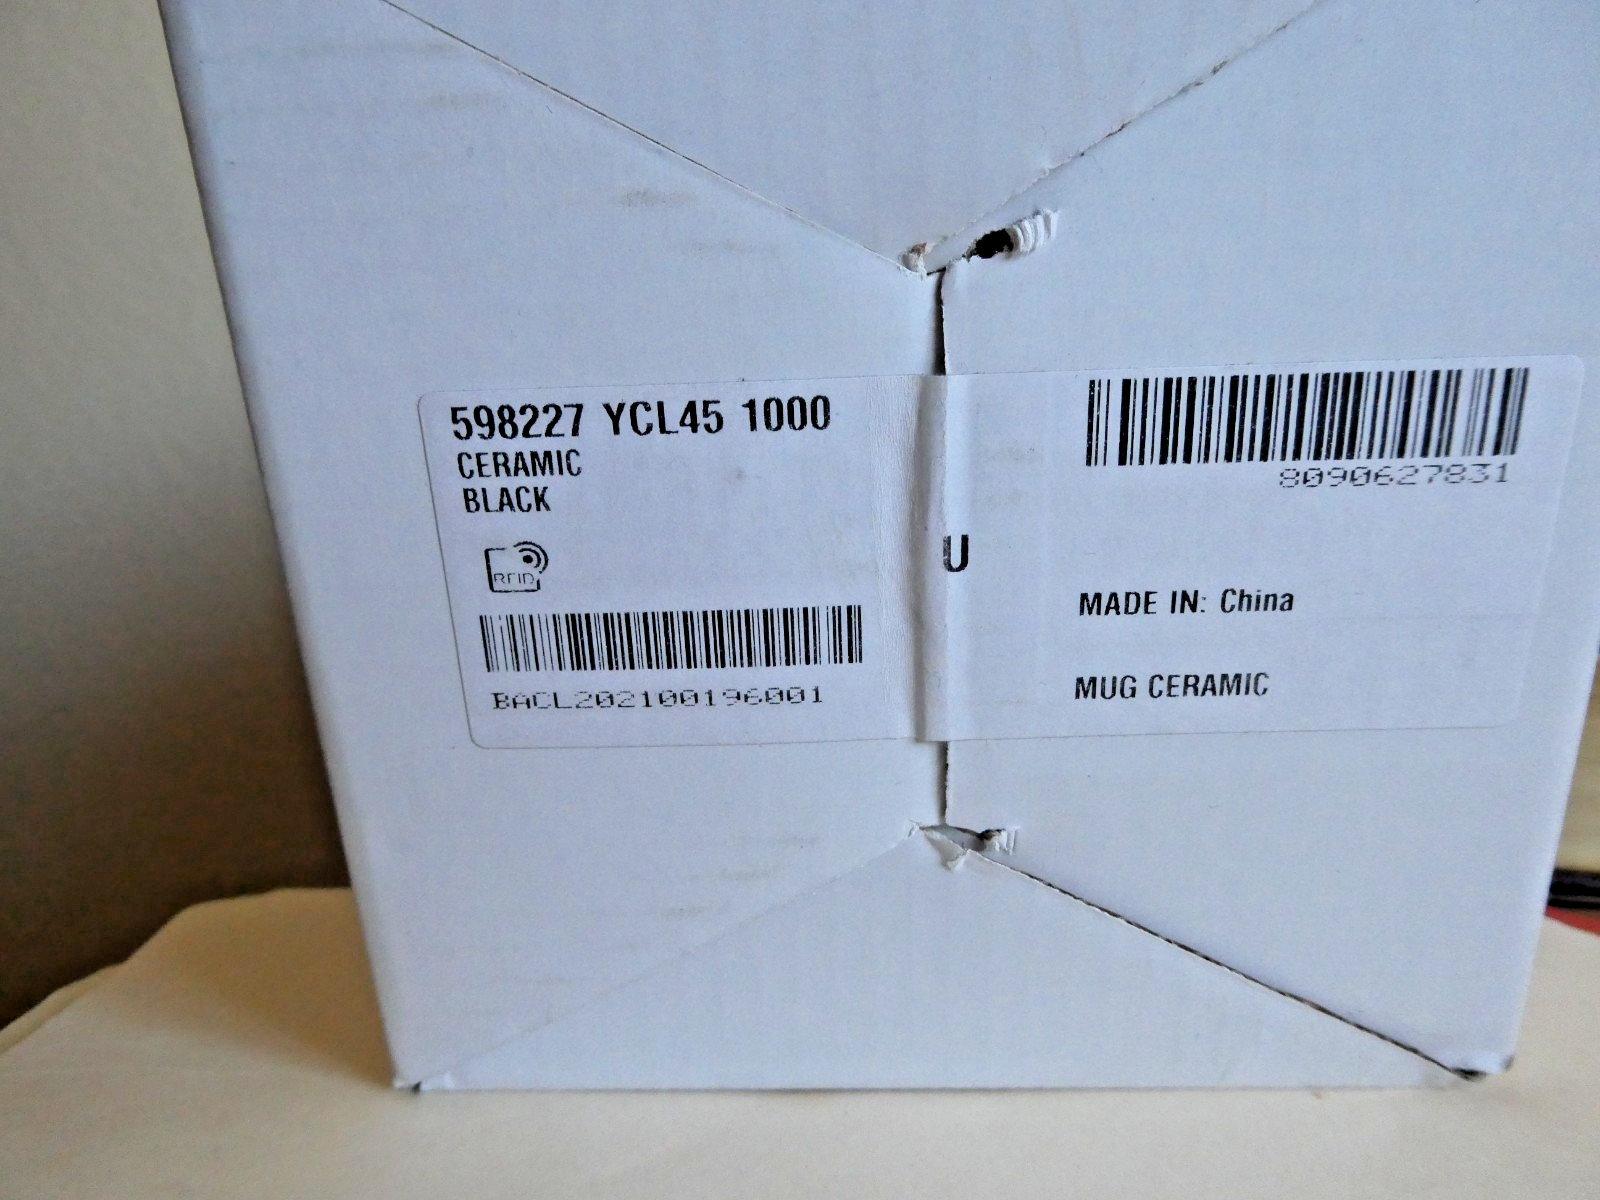 598227 YCL45 1000
CERAMIC
BLACK
RFID
BACL202100196001
U
8090627831
MADE IN: China
MUG CERAMIC